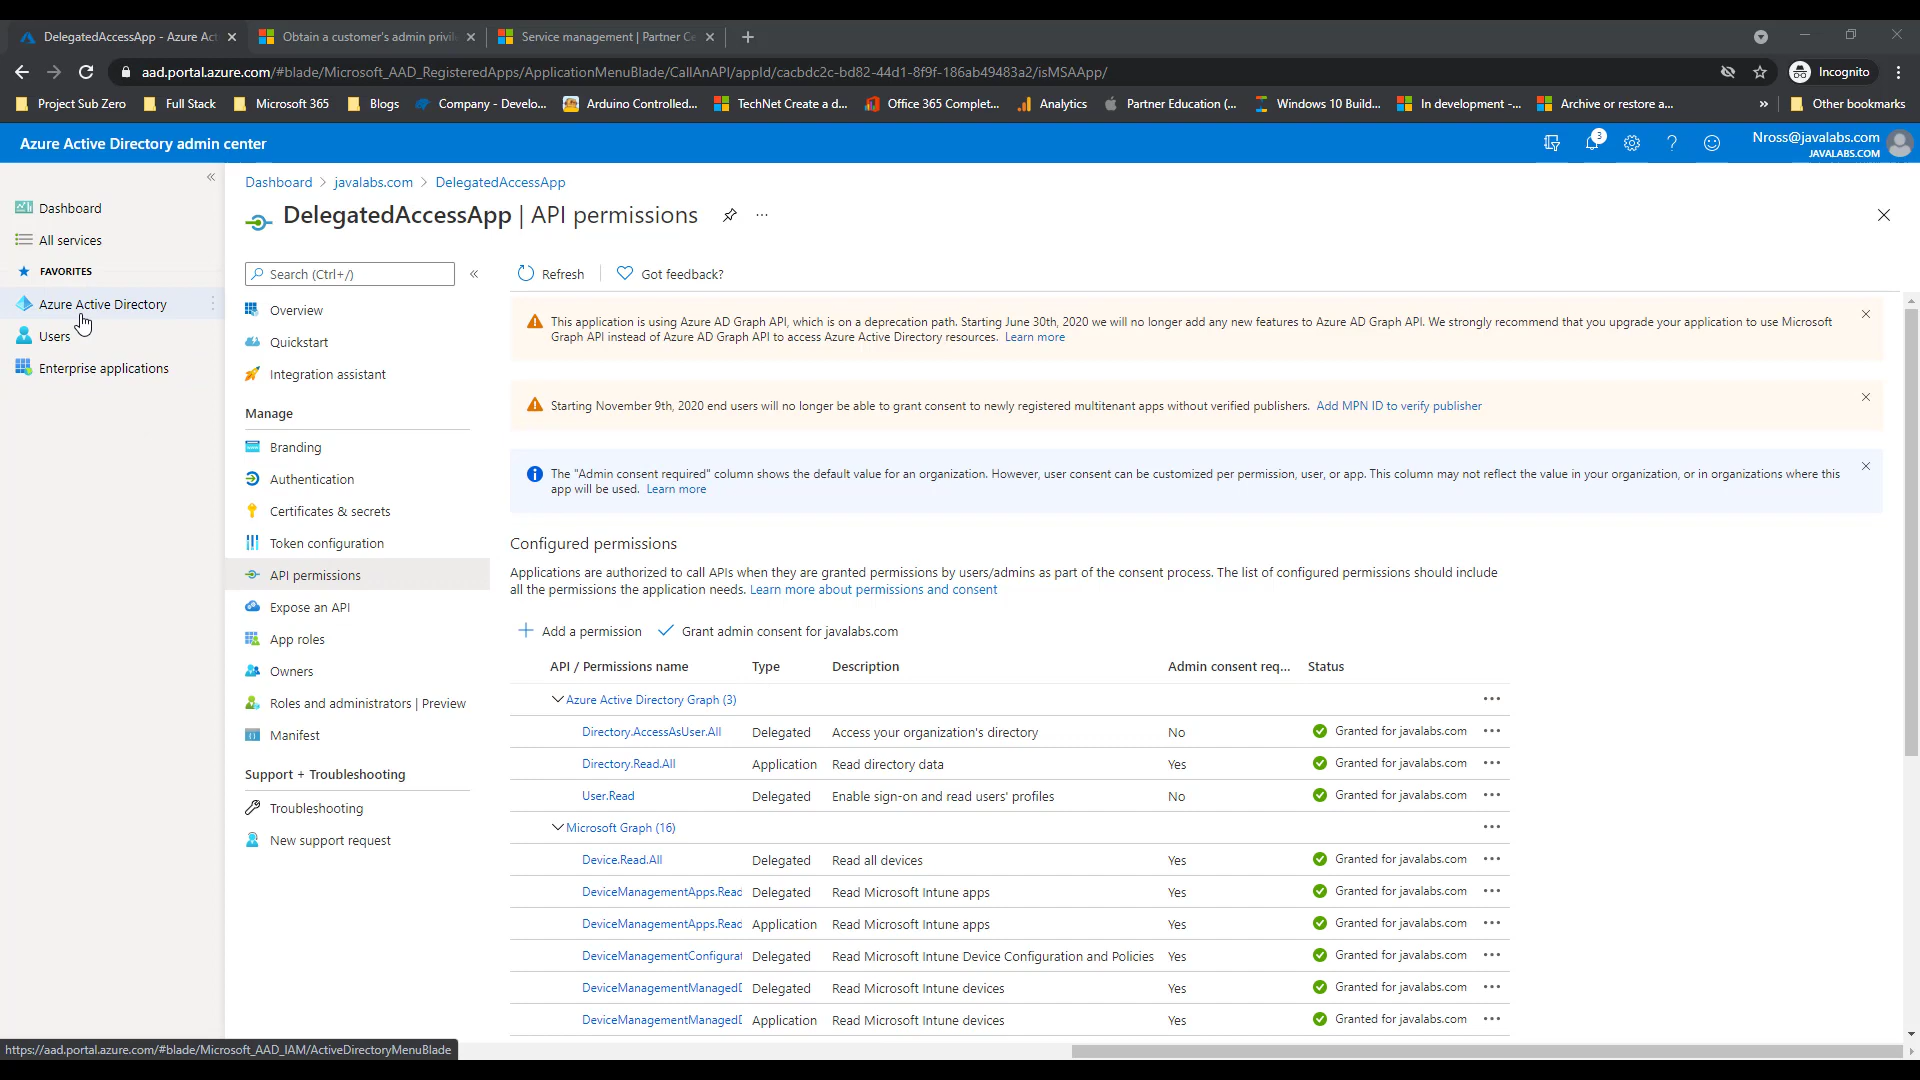 DelegatedAccessApp - Azure Act
Obtain a customer's admin privile
Service management | Partner Ce
aad.portal.azure.com/#blade/Microsoft_AAD_RegisteredApps/ApplicationMenuBlade/CallAnAPI/appId/cacbdc2c-bd82-44d1-8f9f-186ab49483a2/isMSAApp/
Incognito
Project Sub Zero
Full Stack
Microsoft 365
Blogs
Company - Develo...
Arduino Controlled...
TechNet Create a d...
Office 365 Complet...
Analytics
Partner Education (...
Windows 10 Build...
In development -...
Archive or restore a...
»
Other bookmarks
Azure Active Directory admin center
3
?
Nross@javalabs.com
JAVALABS.COM
«
Dashboard
All services
FAVORITES
Azure Active Directory
Users
Enterprise applications
Dashboard > javalabs.com > DelegatedAccessApp
DelegatedAccessApp | API permissions
...
Search (Ctrl+/)
«
Overview
Quickstart
Integration assistant
Manage
Branding
Authentication
Certificates & secrets
Token configuration
API permissions
Expose an API
App roles
Owners
Roles and administrators | Preview
Manifest
Support + Troubleshooting
Troubleshooting
New support request
Refresh
Got feedback?
This application is using Azure AD Graph API, which is on a deprecation path. Starting June 30th, 2020 we will no longer add any new features to Azure AD Graph API. We strongly recommend that you upgrade your application to use Microsoft
Graph API instead of Azure AD Graph API to access Azure Active Directory resources. Learn more
Starting November 9th, 2020 end users will no longer be able to grant consent to newly registered multitenant apps without verified publishers. Add MPN ID to verify publisher
The "Admin consent required" column shows the default value for an organization. However, user consent can be customized per permission, user, or app. This column may not reflect the value in your organization, or in organizations where this
app will be used. Learn more
Configured permissions
Applications are authorized to call APIs when they are granted permissions by users/admins as part of the consent process. The list of configured permissions should include
all the permissions the application needs. Learn more about permissions and consent
Add a permission
Grant admin consent for javalabs.com
API / Permissions name Type Description Admin consent req... Status
Azure Active Directory Graph (3) ...
Directory.AccessAsUser.All Delegated Access your organization's directory No Granted for javalabs.com ...
Directory.Read.All Application Read directory data Yes Granted for javalabs.com ...
User.Read Delegated Enable sign-on and read users' profiles No Granted for javalabs.com ...
Microsoft Graph (16) ...
Device.Read.All Delegated Read all devices Yes Granted for javalabs.com ...
DeviceManagementApps.Read Delegated Read Microsoft Intune apps Yes Granted for javalabs.com ...
DeviceManagementApps.Read Application Read Microsoft Intune apps Yes Granted for javalabs.com ...
DeviceManagementConfigurat Delegated Read Microsoft Intune Device Configuration and Policies Yes Granted for javalabs.com ...
DeviceManagementManagedD Delegated Read Microsoft Intune devices Yes Granted for javalabs.com ...
DeviceManagementManagedD Application Read Microsoft Intune devices Yes Granted for javalabs.com ...
https://aad.portal.azure.com/#blade/Microsoft_AAD_IAM/ActiveDirectoryMenuBlade